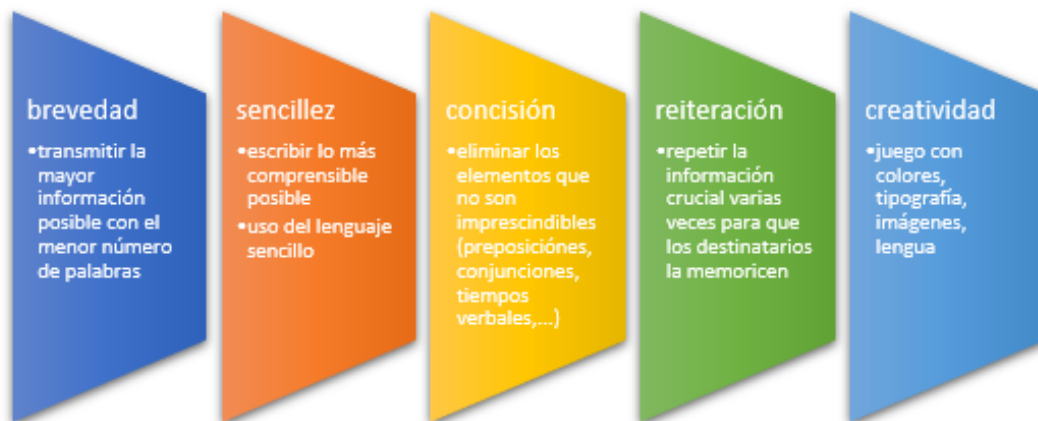 brevedad
•transmitir la
mayor
información
posible con el
menor número
de palabras
sencillez
•escribir lo más
comprensible
posible
•uso del lenguaje
sencillo
concisión
•eliminar los
elementos que
no son
imprescindibles
(preposiciónes,
conjunciones,
tiempos
verbales,...)
reiteración
•repetir la
información
crucial varias
veces para que
los destinatarios
la memoricen
creatividad
•juego con
colores,
tipografía,
imágenes,
lengua